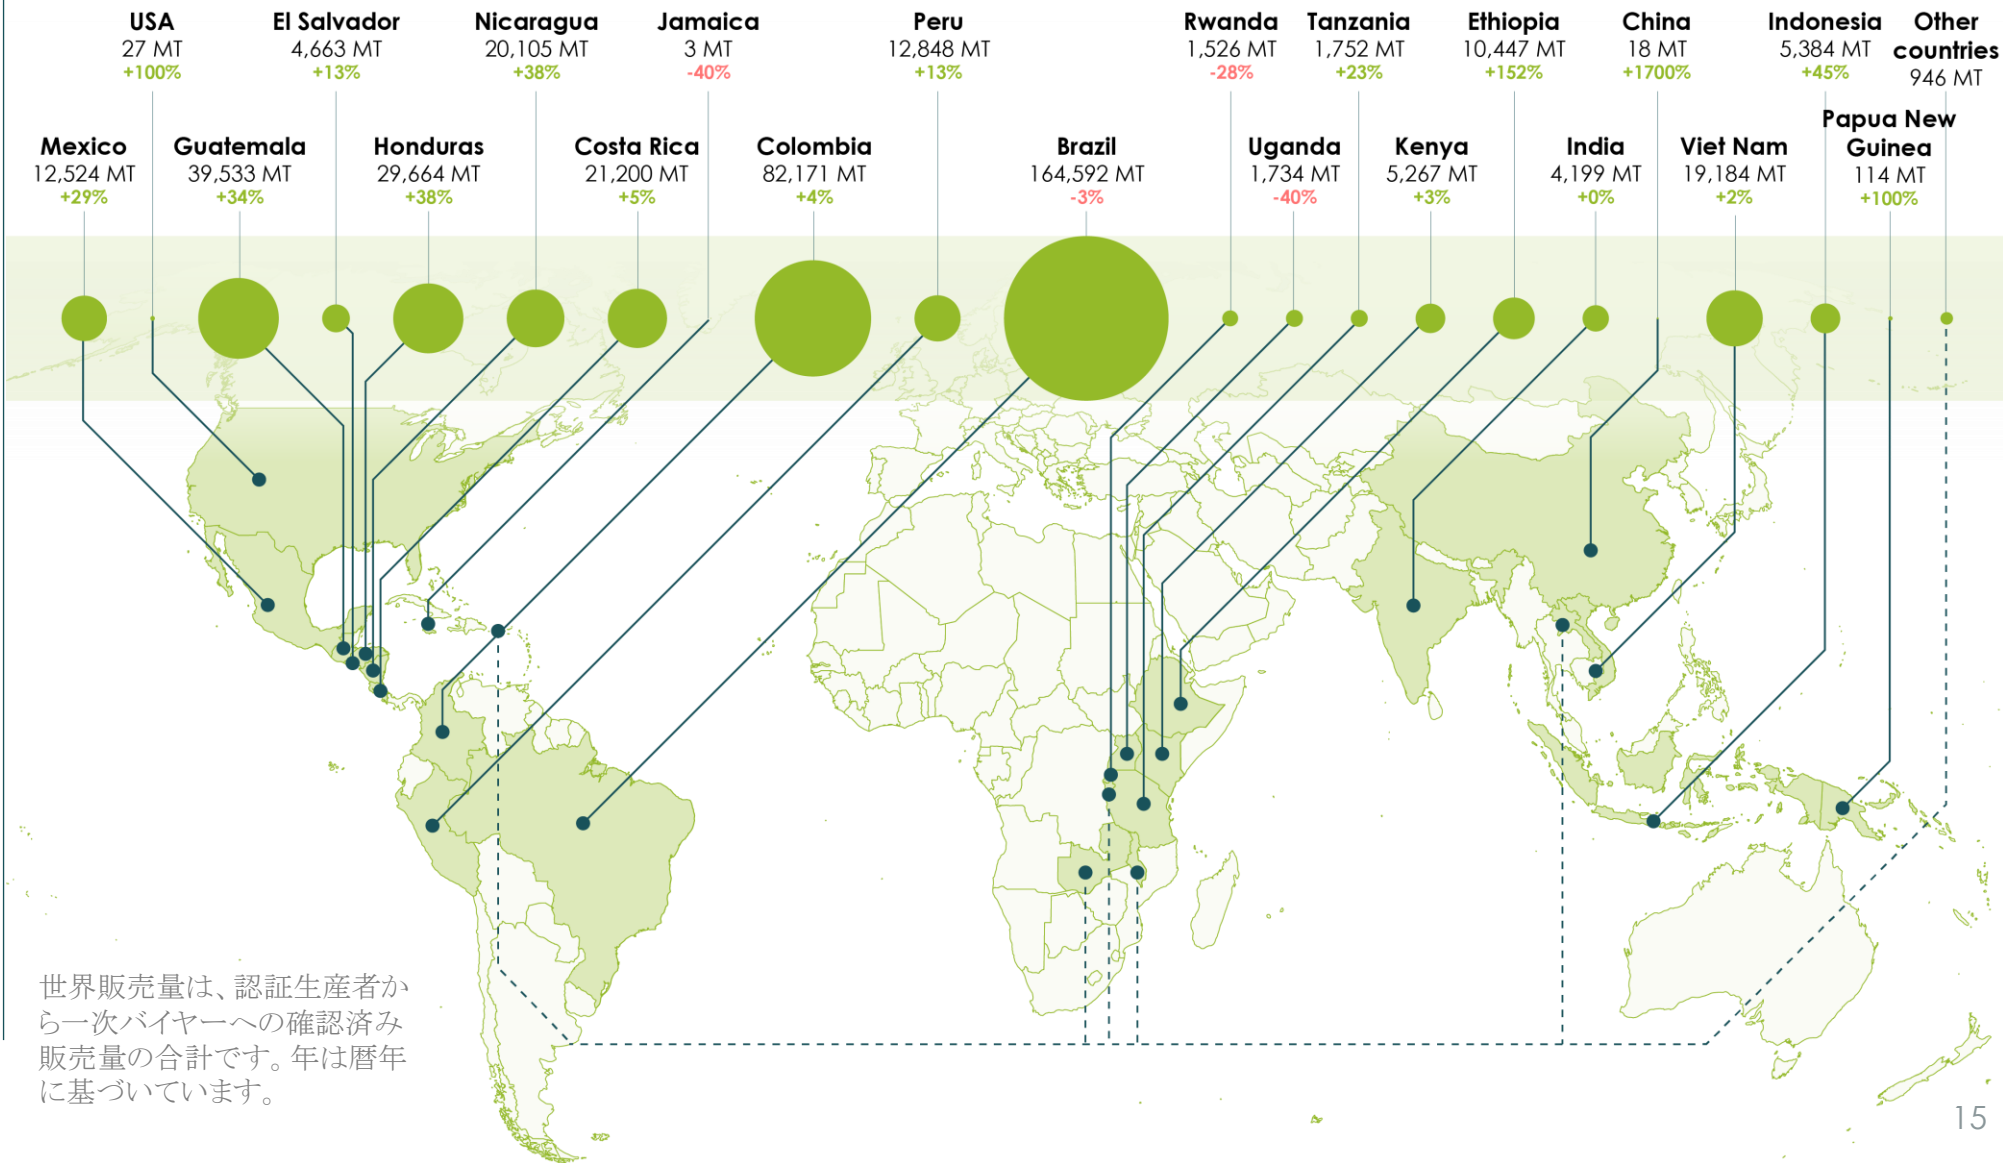 USA
27 MT
+100%
El Salvador
4,663 MT
+13%
Nicaragua
20,105 MT
+38%
Jamaica
3 MT
-40%
Peru
12,848 MT
+13%
Rwanda
1,526 MT
-28%
Tanzania
1,752 MT
+23%
Ethiopia
10,447 MT
+152%
China
18 MT
+1700%
Indonesia
5,384 MT
+45%
Other
countries
946 MT
Mexico
12,524 MT
+29%
Guatemala
39,533 MT
+34%
Honduras
29,664 MT
+38%
Costa Rica
21,200 MT
+5%
Colombia
82,171 MT
+4%
Brazil
164,592 MT
-3%
Uganda
1,734 MT
-40%
Kenya
5,267 MT
+3%
India
4,199 MT
+0%
Viet Nam
19,184 MT
+2%
Papua New
Guinea
114 MT
+100%
世界販売量は、認証生産者か
ら一次バイヤーへの確認済み
販売量の合計です。年は暦年
に基づいています。
15